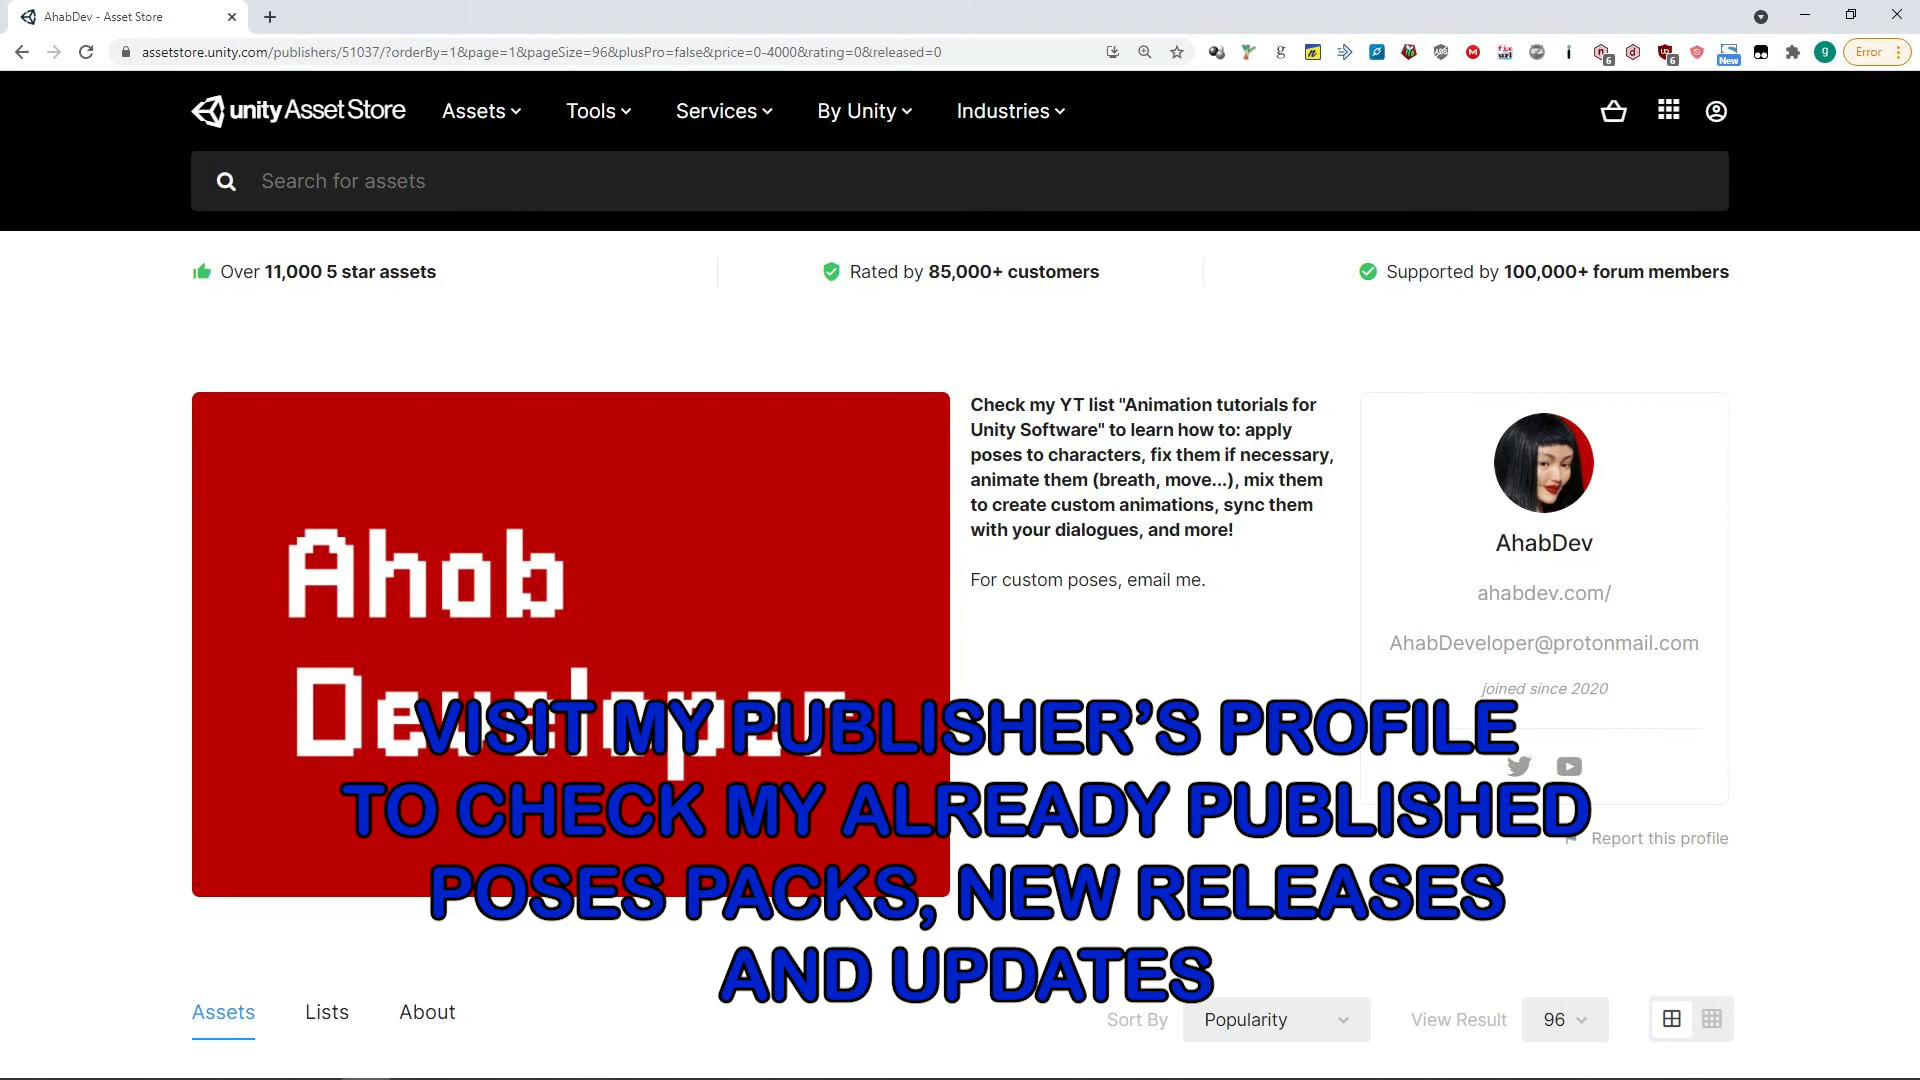 AhabDev - Asset Store
assetstore.unity.com/publishers/51037/?orderBy=1&page=1&pageSize=96&plusPro=false&price=0-4000&rating=0&released=0
Error
New
unity Asset Store
Assets
Tools
Services
By Unity
Industries
Search for assets
Over 11,000 5 star assets
Rated by 85,000+ customers
Supported by 100,000+ forum members
Ahab
Developer
Check my YT list "Animation tutorials for
Unity Software" to learn how to: apply
poses to characters, fix them if necessary,
animate them (breath, move...), mix them
to create custom animations, sync them
with your dialogues, and more!
For custom poses, email me.
AhabDev
ahabdev.com/
AhabDeveloper@protonmail.com
joined since 2020
Report this profile
VISIT MY PUBLISHER’S PROFILE
TO CHECK MY ALREADY PUBLISHED
POSES PACKS, NEW RELEASES
AND UPDATES
Assets
Lists
About
Sort By
Popularity
View Result
96